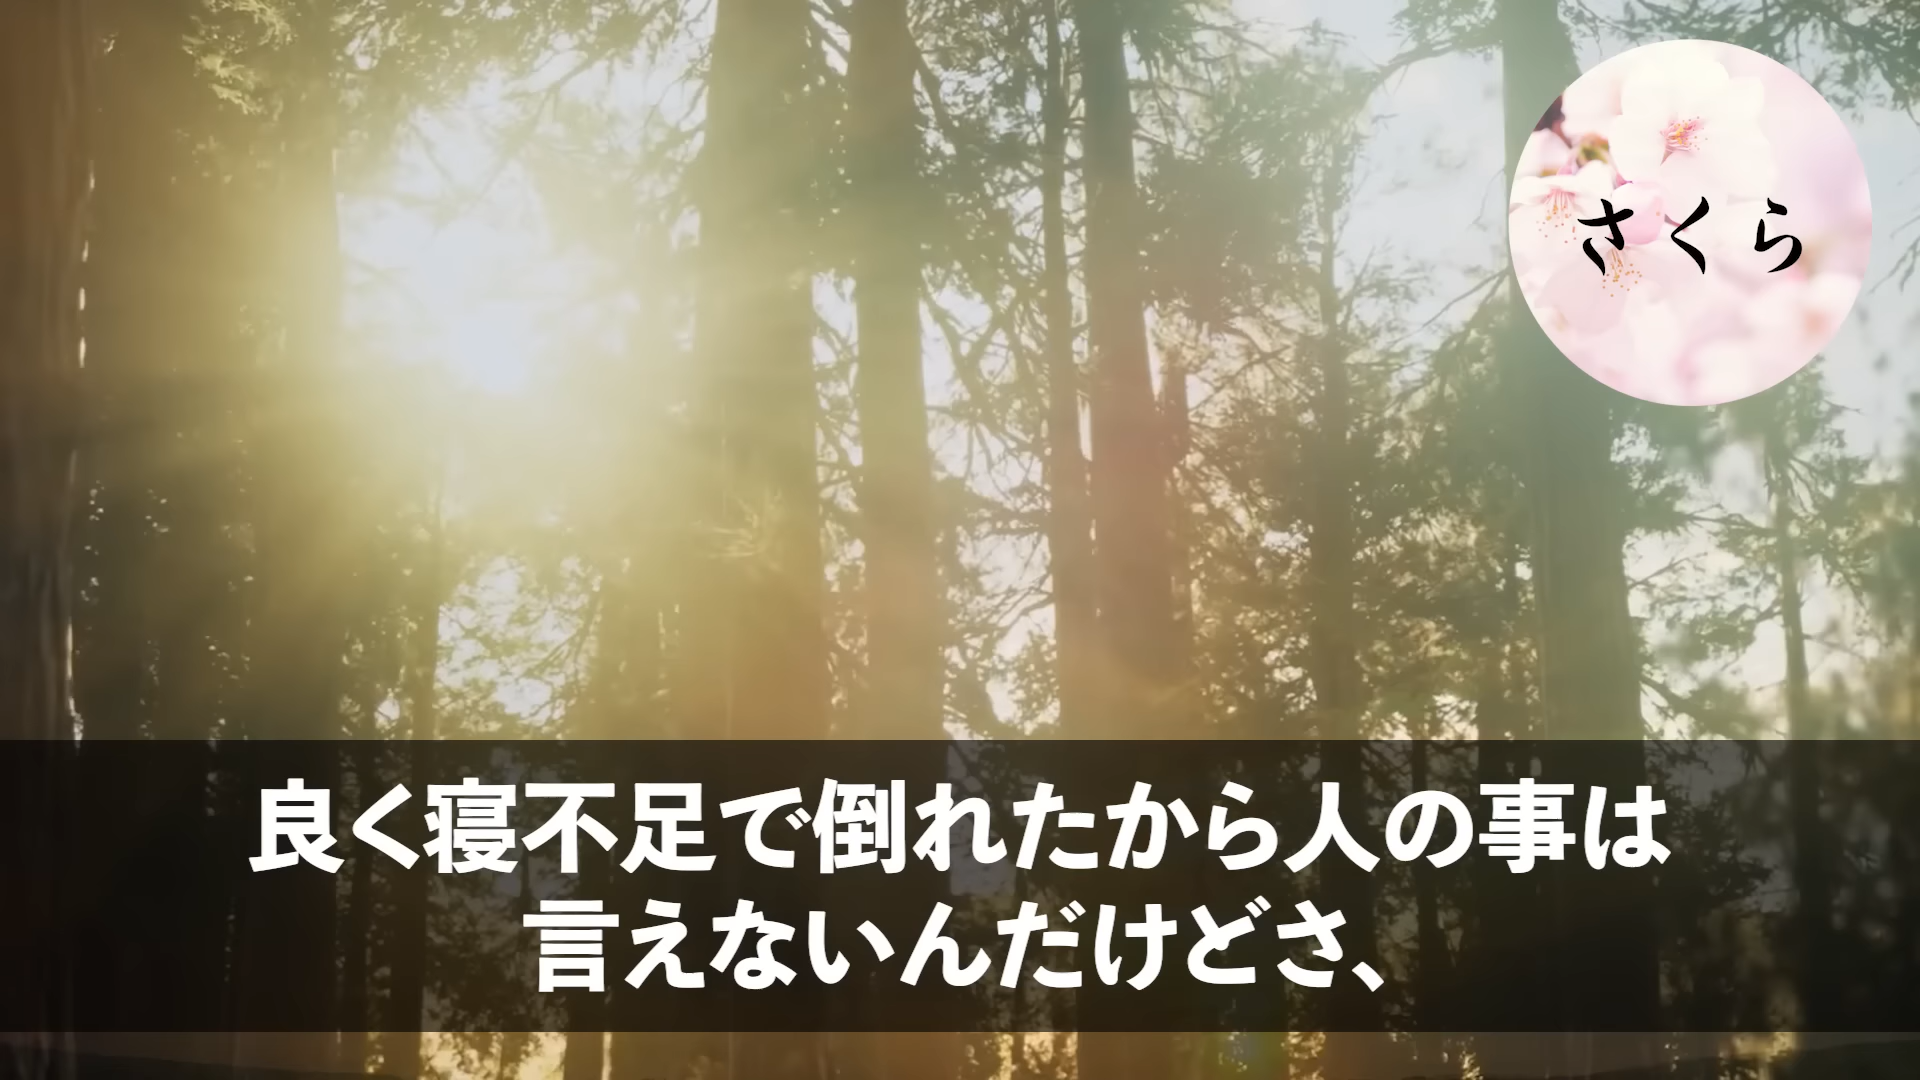 さくら
良く寝不足で倒れたから人の事は
言えないんだけどさ、